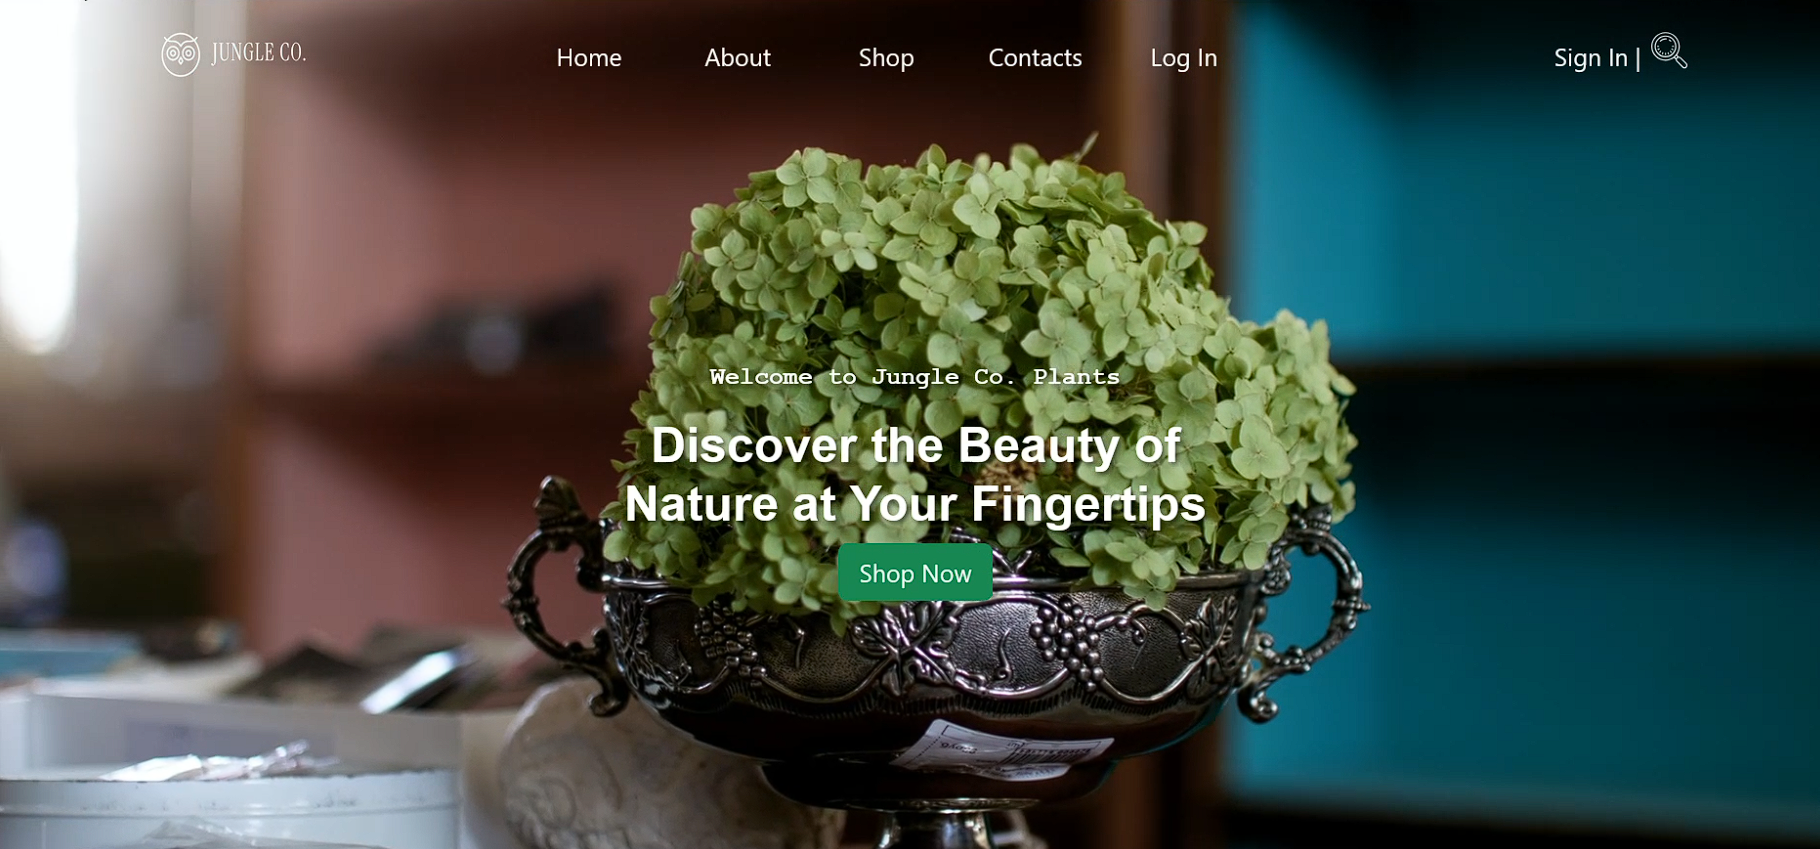 JUNGLE CO.
Home About Shop Contacts Log In
Sign In |
Welcome to Jungle Co. Plants
Discover the Beauty of
Nature at Your Fingertips
Shop Now